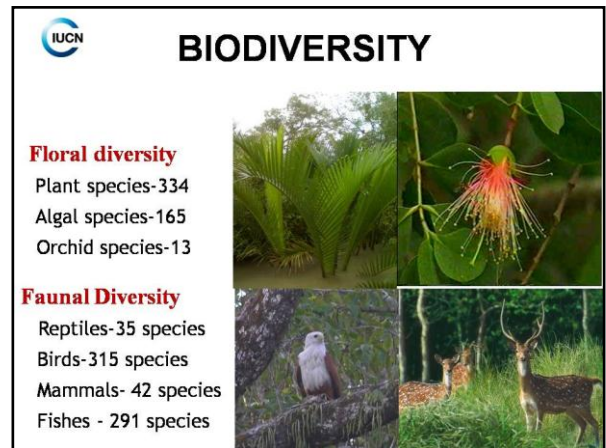 IUCN
BIODIVERSITY
Floral diversity
Plant species-334
Algal species-165
Orchid species-13
Faunal Diversity
Reptiles-35 species
Birds-315 species
Mammals- 42 species
Fishes - 291 species